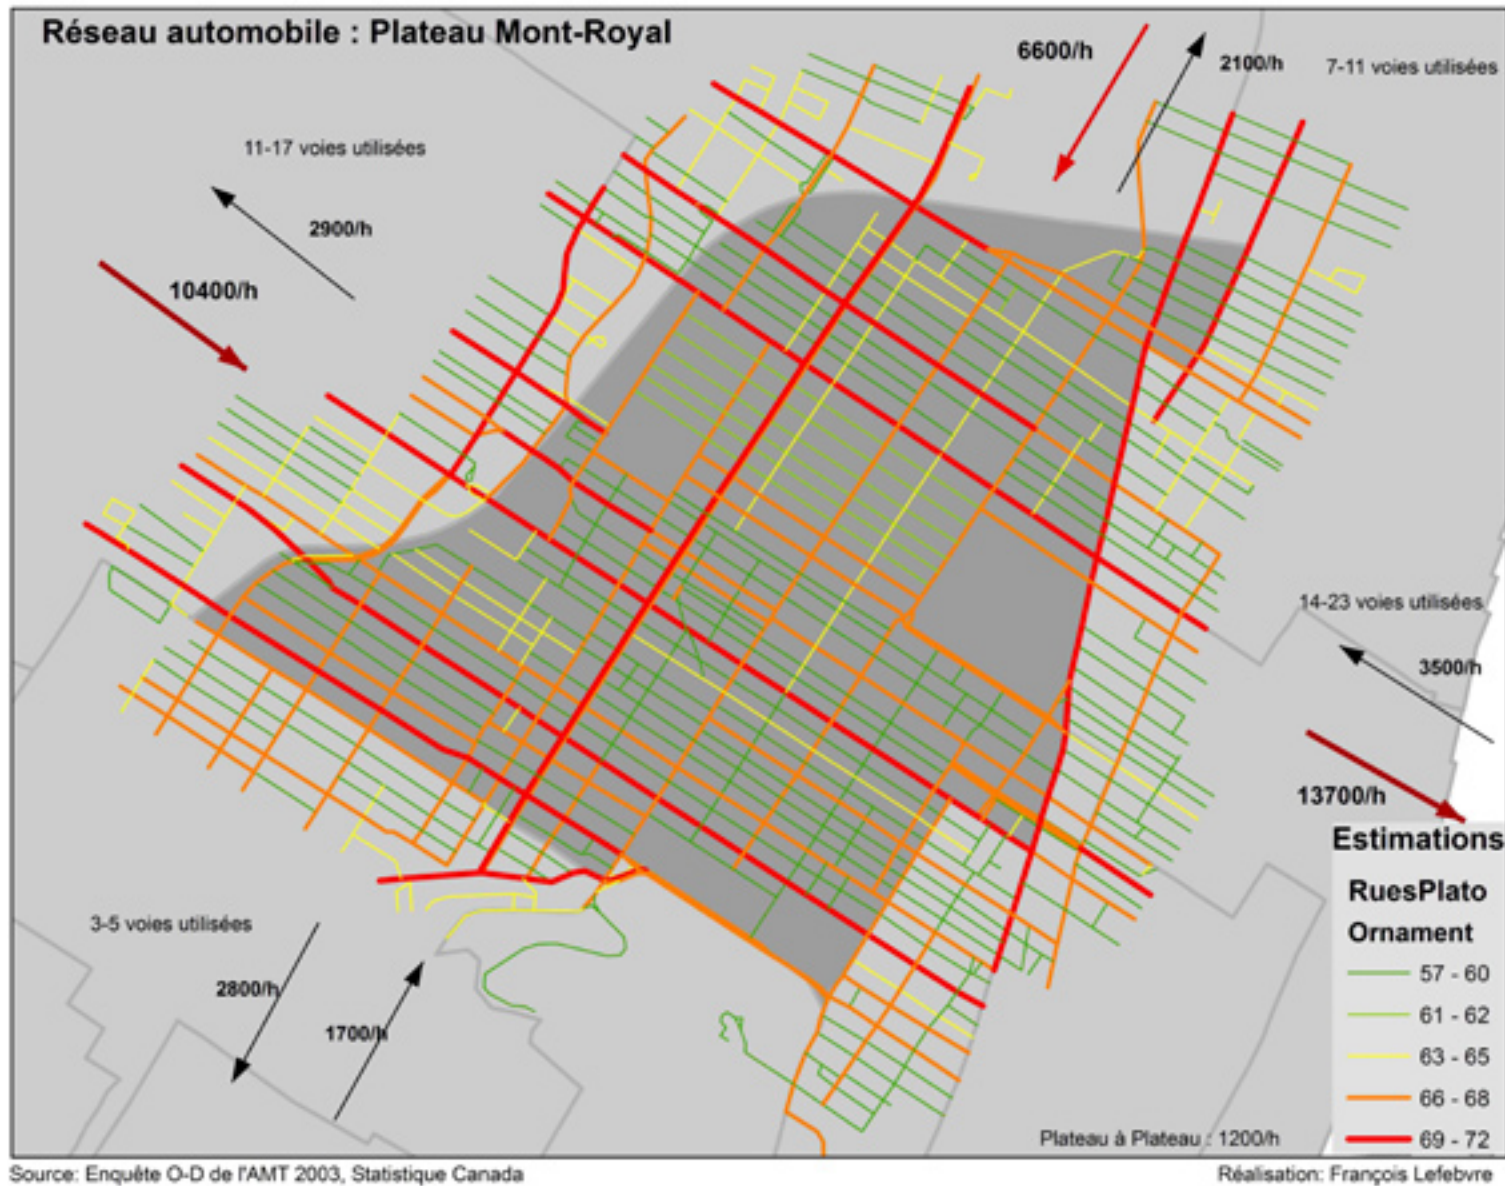 Réseau automobile : Plateau Mont-Royal
6600/h
2100/h
7-11 voies utilisées
11-17 voies utilisées
2900/h
10400/h
14-23 voies utilisées
3500/h
13700/h
3-5 voies utilisées
2800/h
1700/h
Estimations
RuesPlato
Ornament
57 - 60
61 - 62
63 - 65
66 - 68
69 - 72
Plateau à Plateau : 1200/h
Source: Enquête O-D de l'AMT 2003, Statistique Canada
Réalisation: François Lefebvre